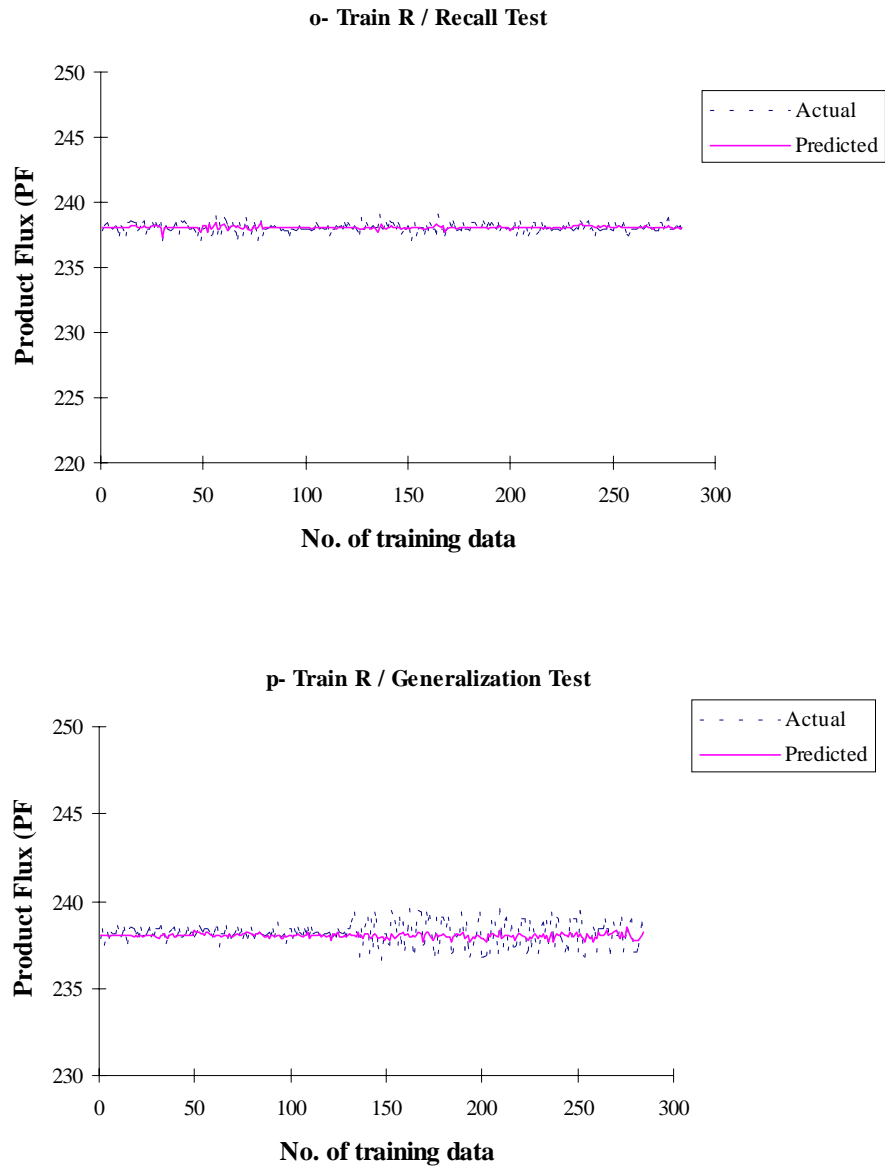 o- Train R / Recall Test
250
245
240
235
230
225
220
Product Flux (PF
0 50 100 150 200 250 300
No. of training data
Actual
Predicted
p- Train R / Generalization Test
250
245
240
235
230
Product Flux (PF
0 50 100 150 200 250 300
No. of training data
Actual
Predicted